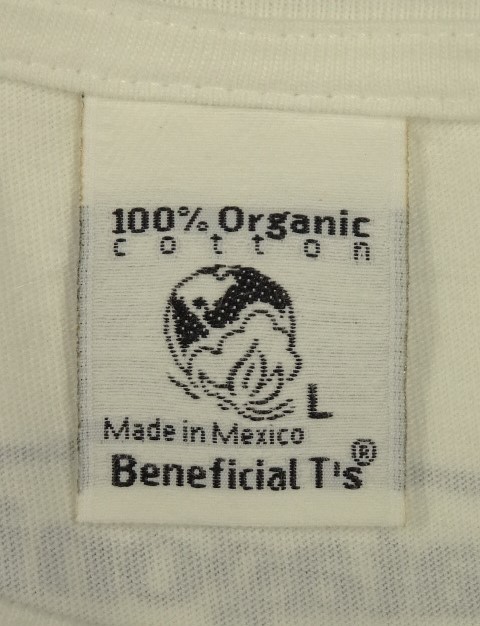 100% Organic
cotton
L
Made in Mexico
Beneficial T's®